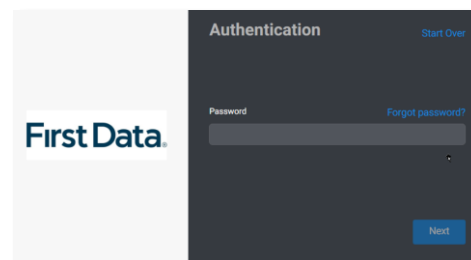 Authentication
Start Over
Password
Forgot password?
First Data.
Next